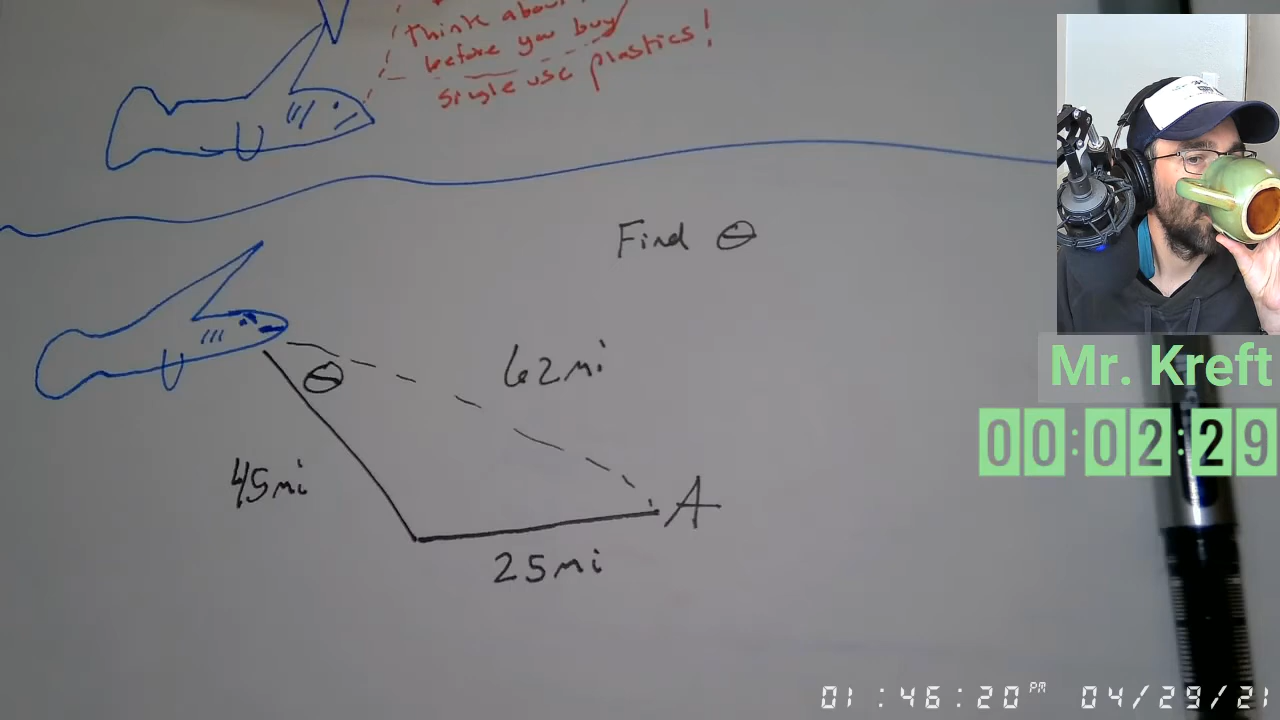 Think about
before you buy
single use plastics!
Find θ
θ
62mi
45mi
A
25mi
Mr. Kreft
00:02:29
01:46:20 PM 04/29/21